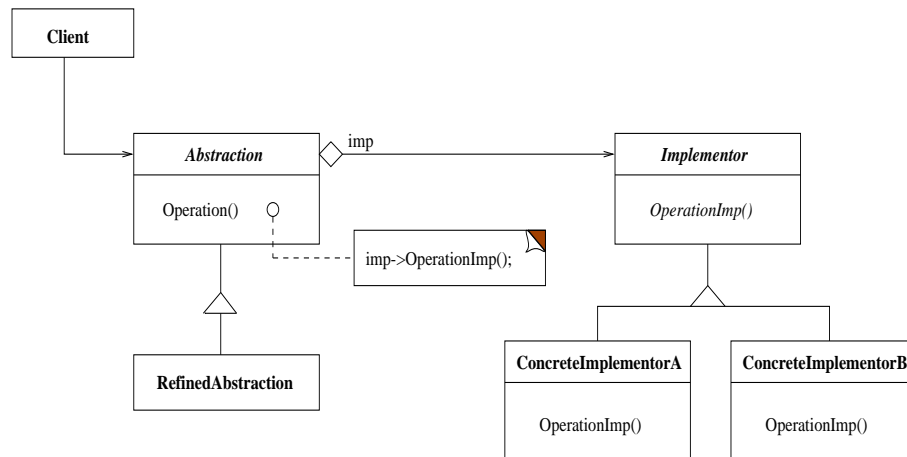 Client
Abstraction
imp
Implementor
Operation()
OperationImp()
imp->OperationImp();
RefinedAbstraction
ConcreteImplementorA
ConcreteImplementorB
OperationImp()
OperationImp()